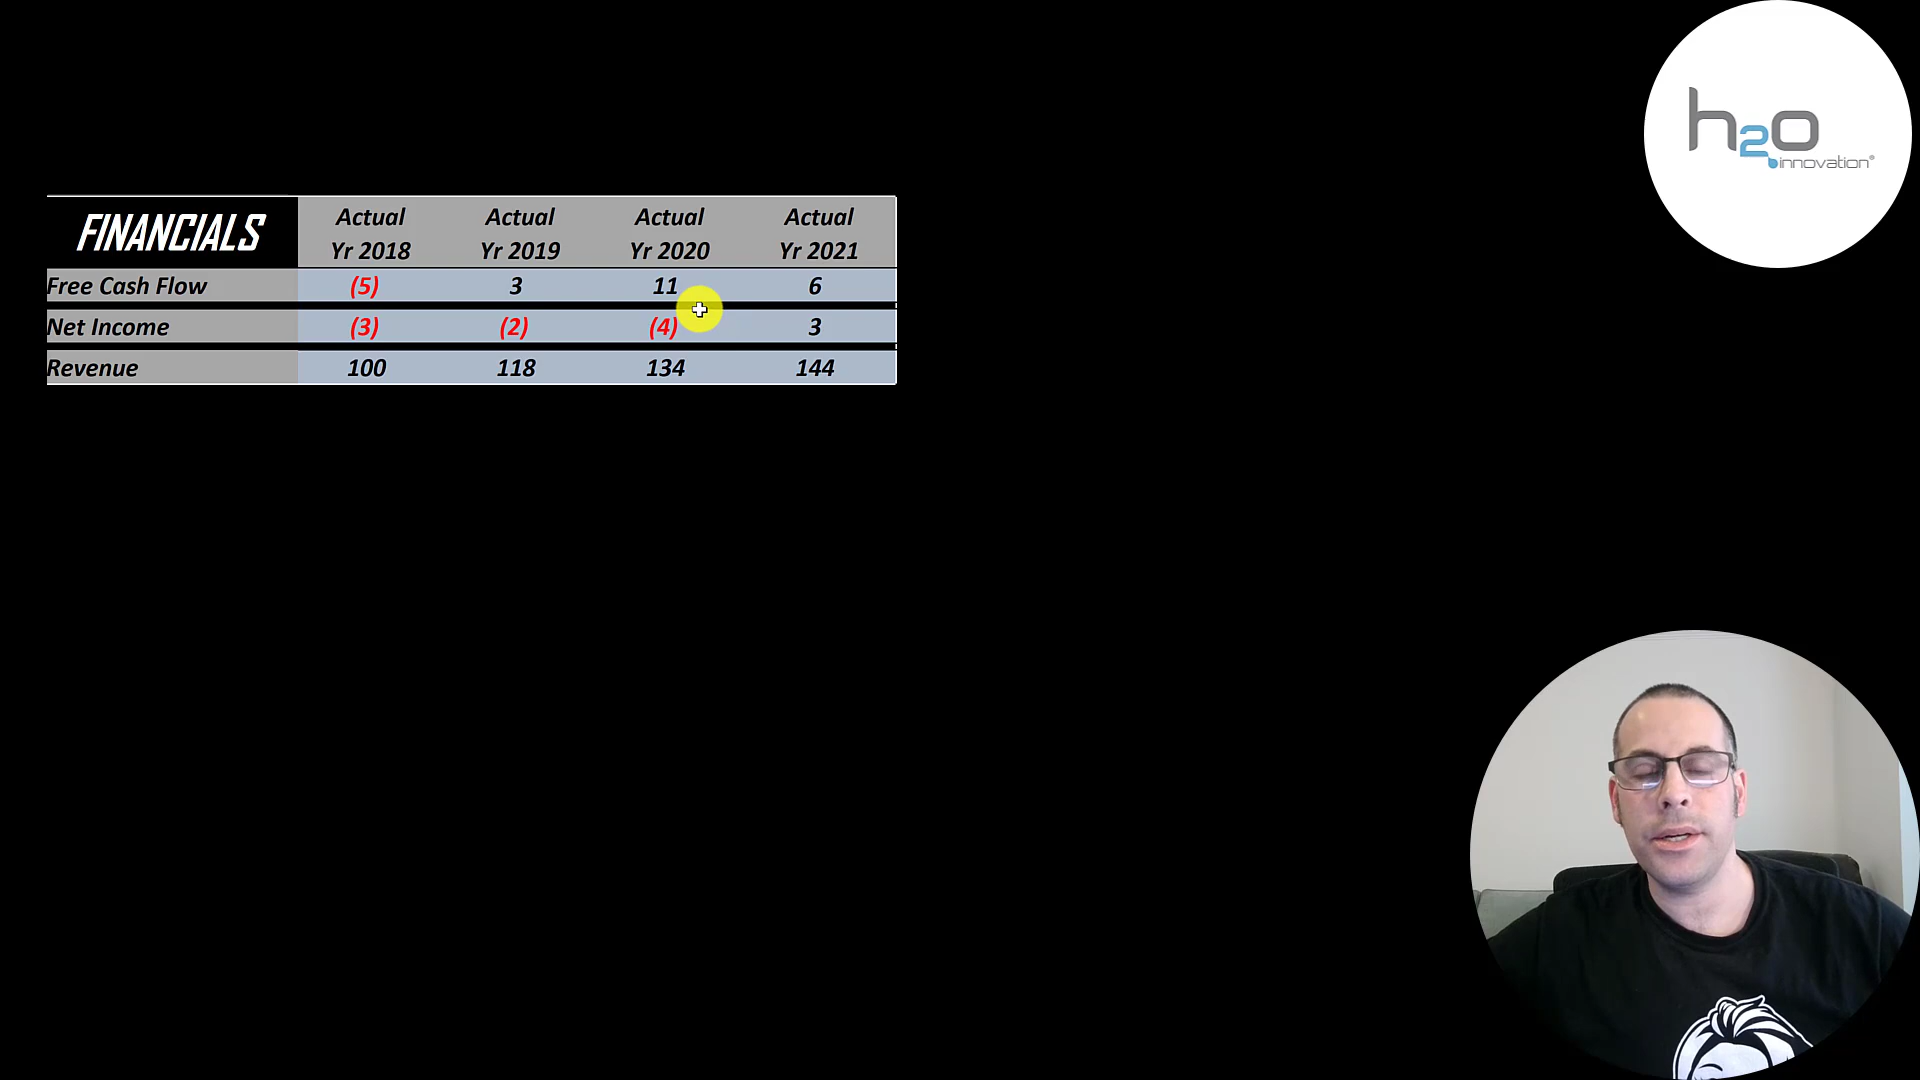 h2o
innovation®
FINANCIALS
Actual Actual Actual Actual
Yr 2018 Yr 2019 Yr 2020 Yr 2021
Free Cash Flow (5) 3 11 6
Net Income (3) (2) (4) 3
Revenue 100 118 134 144